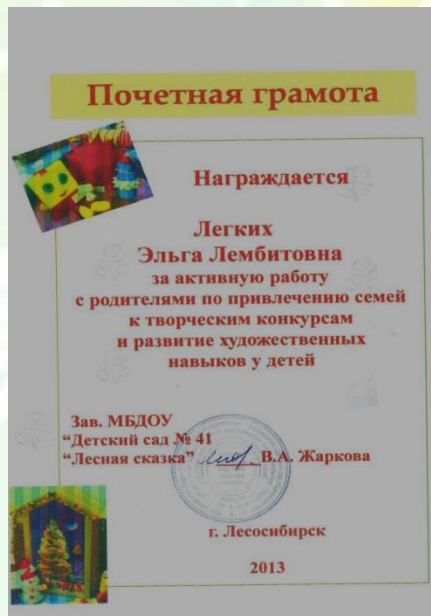 Почетная грамота
Награждается
Легких
Эльга Лембитовна
за активную работу
с родителями по привлечению семей
к творческим конкурсам
и развитие художественных
навыков у детей
Зав. МБДОУ
“Детский сад № 41
“Лесная сказка” ____ В.А. Жаркова
г. Лесосибирск
2013